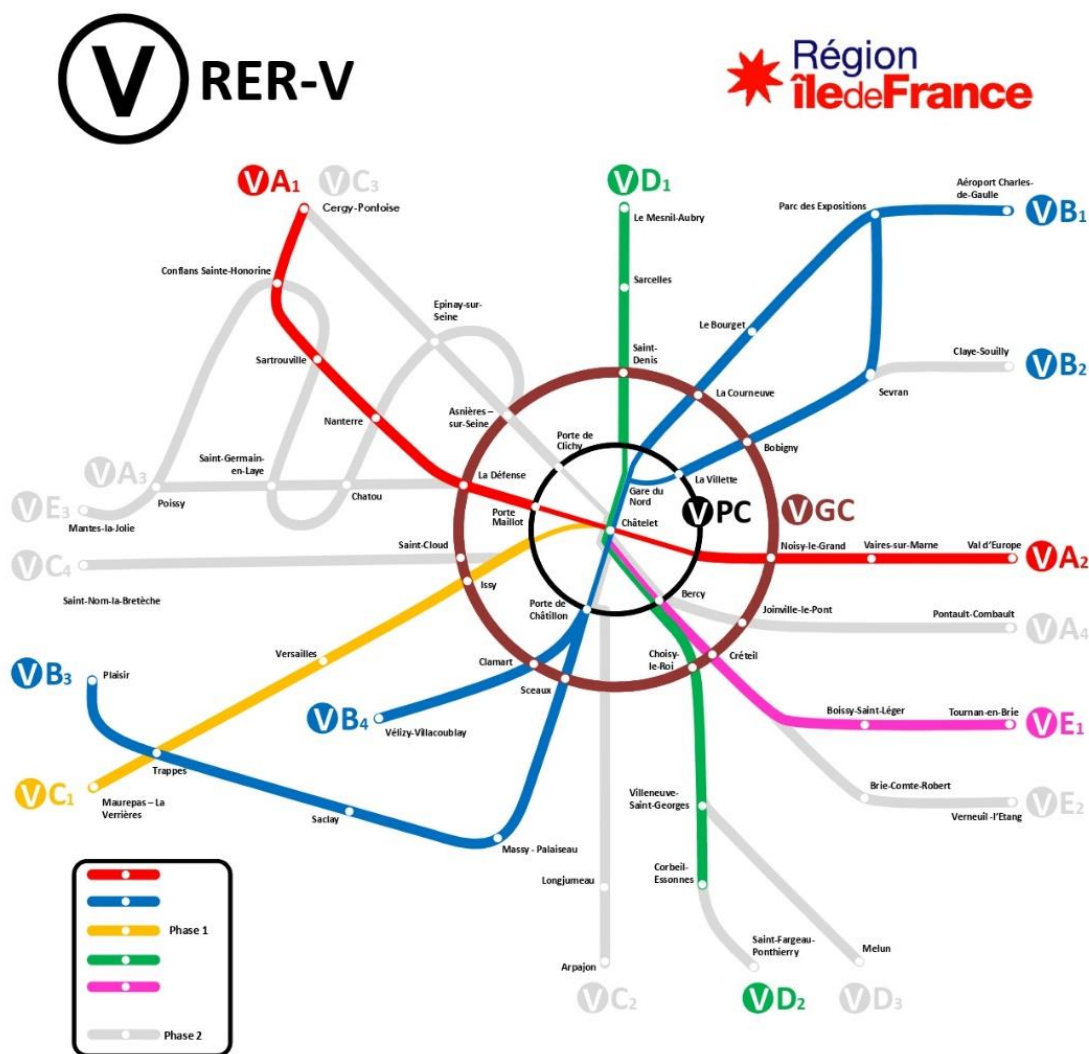 V RER-V
Région
îledeFrance
VA1
VC3
VD1
Cergy-Pontoise
Le Mesnil-Aubry
Parc des Expositions
Aéroport Charles-
de-Gaulle
VB1
Conflans Sainte-Honorine
Sarcelles
Epinay-sur-
Seine
Le Bourget
Sartrouville
Saint-
Denis
Claye-Souilly
VB2
La Courneuve
Sevran
Nanterre
Asnières –
sur-Seine
Porte de
Clichy
Bobigny
Saint-Germain
en-Laye
VA3
La Défense
La Villette
Poissy
Chatou
Gare du
Nord
VE3
Mantes-la-Jolie
Porte
Maillot
VPC
VGC
Châtelet
Saint-Cloud
Noisy-le-Grand
Vaires-sur-Marne
Val d'Europe
VA2
VC4
Saint-Nom-la-Bretèche
Issy
Bercy
Porte de
Châtillon
Joinville-le-Pont
Pontault-Combault
VA4
Versailles
Clamart
Choisy-
le-Roi
Créteil
VB3
Plaisir
Sceaux
VB4
Vélizy-Villacoublay
Boissy-Saint-Léger
Tournan-en-Brie
VE1
Trappes
VC1
Maurepas – La
Verrières
Saclay
Villeneuve-
Saint-Georges
Brie-Comte-Robert
VE2
Verneuil-l'Etang
Massy - Palaiseau
Corbeil-
Essonnes
Longjumeau
Phase 1
Saint-Fargeau-
Ponthierry
Melun
Arpajon
VC2
VD2
VD3
Phase 2